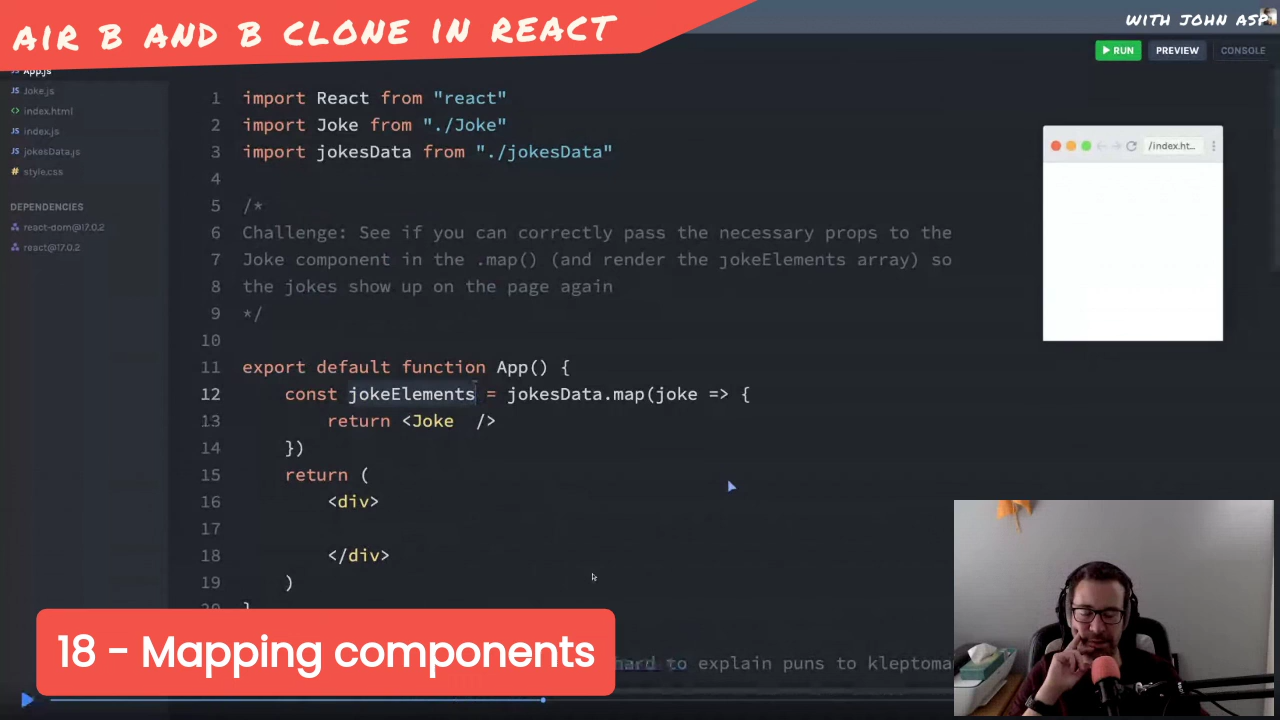 AIR B AND B CLONE IN REACT
WITH JOHN ASP
RUN
PREVIEW
CONSOLE
App.js
JS Joke.js
<> index.html
JS index.js
JS jokesData.js
# style.css
DEPENDENCIES
react-dom@17.0.2
react@17.0.2
1 import React from "react"
2 import Joke from "./Joke"
3 import jokesData from "./jokesData"
4
5 /*
6 Challenge: See if you can correctly pass the necessary props to the
7 Joke component in the .map() (and render the jokeElements array) so
8 the jokes show up on the page again
9 */
10
11 export default function App() {
12 const jokeElements = jokesData.map(joke => {
13 return <Joke />
14 })
15 return (
16 <div>
17
18 </div>
19 )
/index.ht...
hard to explain puns to kleptoma
18 - Mapping components